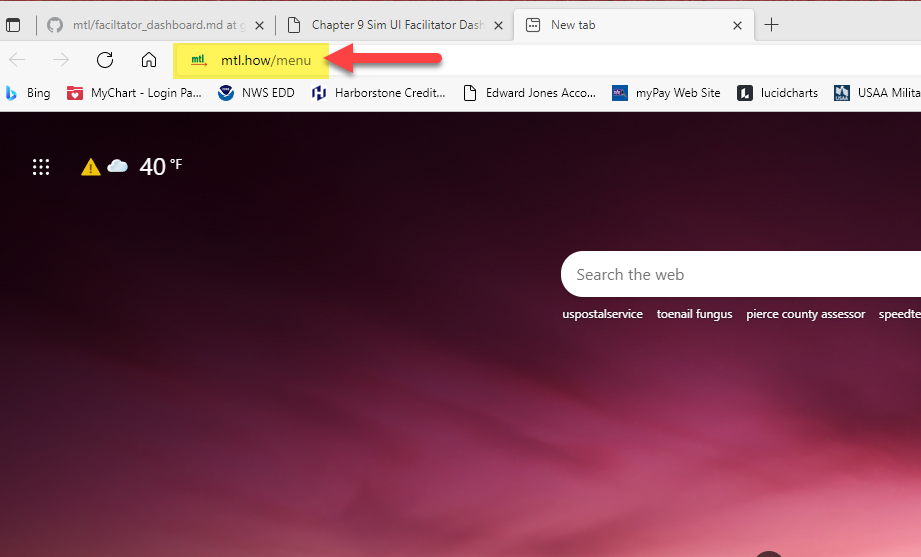 mtl/faciltator_dashboard.md at g
Chapter 9 Sim UI Facilitator Dash
New tab
mtl
mtl.how/menu
Bing
MyChart - Login Pa...
NWS EDD
Harborstone Credit...
Edward Jones Acco...
myPay Web Site
lucidcharts
USAA Milita
40 °F
Search the web
uspostalservice
toenail fungus
pierce county assessor
speedte